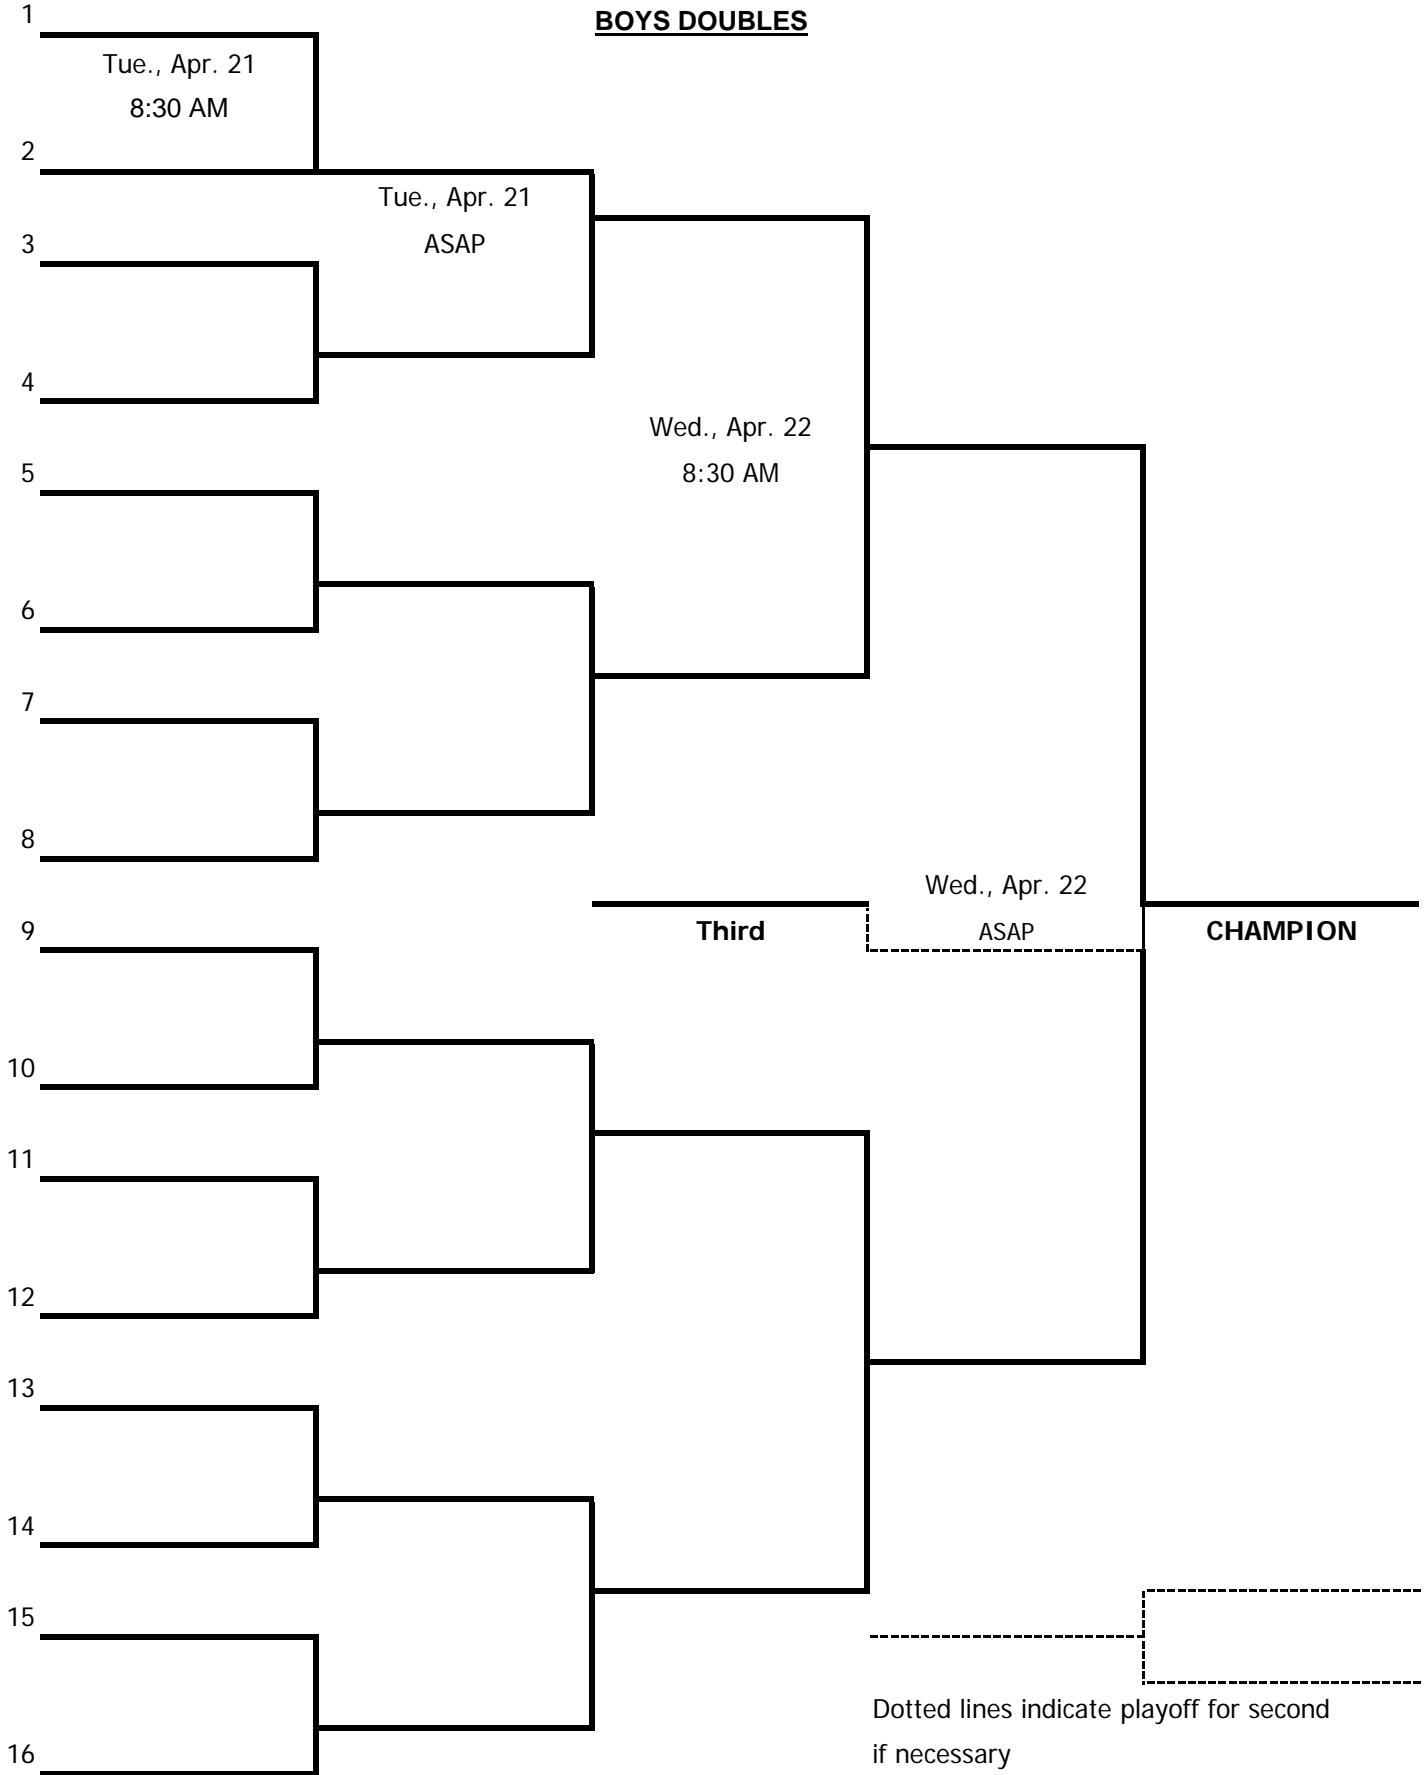 BOYS DOUBLES
1
Tue., Apr. 21
8:30 AM
2
Tue., Apr. 21
ASAP
3
4
Wed., Apr. 22
8:30 AM
5
6
7
8
Wed., Apr. 22
9
Third
ASAP
CHAMPION
10
11
12
13
14
15
Dotted lines indicate playoff for second
if necessary
16